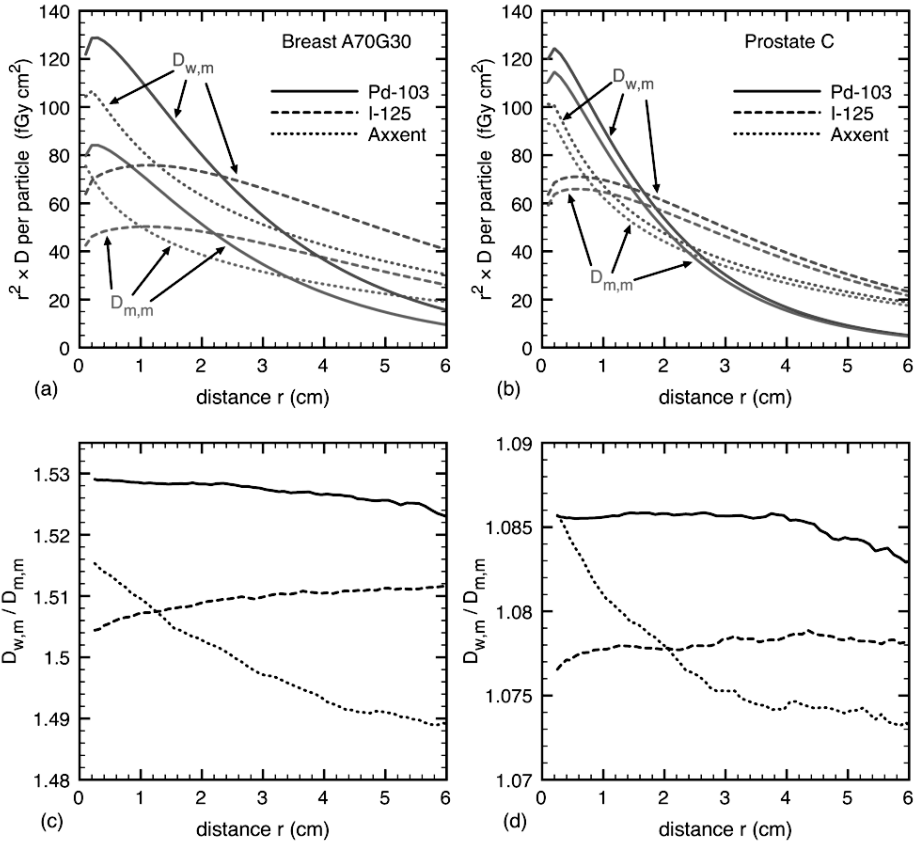 140
120
100
80
60
40
20
0
r² × D per particle (fGy cm²)
Breast A70G30
D_w,m
Pd-103
I-125
Axxent
D_m,m
0 1 2 3 4 5 6
(a)
distance r (cm)
140
120
100
80
60
40
20
0
r² × D per particle (fGy cm²)
Prostate C
D_w,m
Pd-103
I-125
Axxent
D_m,m
0 1 2 3 4 5 6
(b)
distance r (cm)
1.53
1.52
1.51
1.5
1.49
1.48
D_w,m / D_m,m
0 1 2 3 4 5 6
(c)
distance r (cm)
1.09
1.085
1.08
1.075
1.07
D_w,m / D_m,m
0 1 2 3 4 5 6
(d)
distance r (cm)